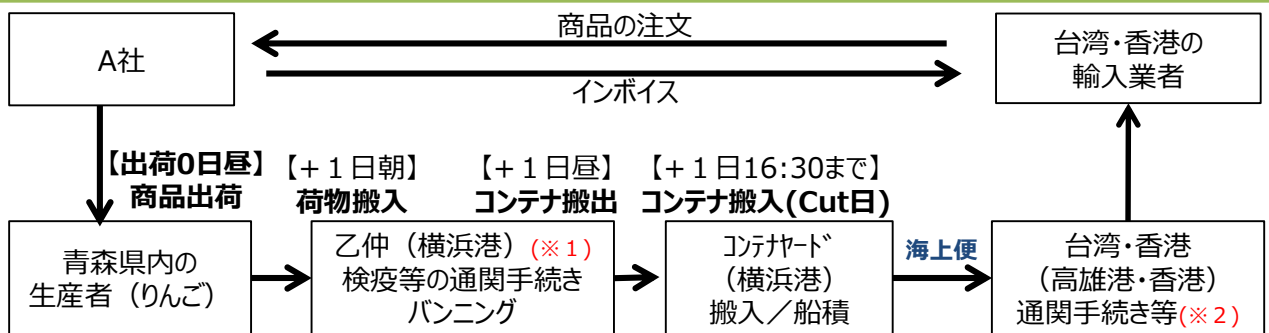 A社
商品の注文
インボイス
台湾・香港の
輸入業者
【出荷0日昼】
商品出荷
【+１日朝】
荷物搬入
【+１日昼】
コンテナ搬出
【+１日16:30まで】
コンテナ搬入(Cut日)
青森県内の
生産者（りんご）
乙仲（横浜港）(※１)
検疫等の通関手続き
バンニング
ｺﾝﾃﾅﾔｰﾄﾞ
(横浜港)
搬入／船積
海上便
台湾・香港
(高雄港・香港)
通関手続き等(※２)